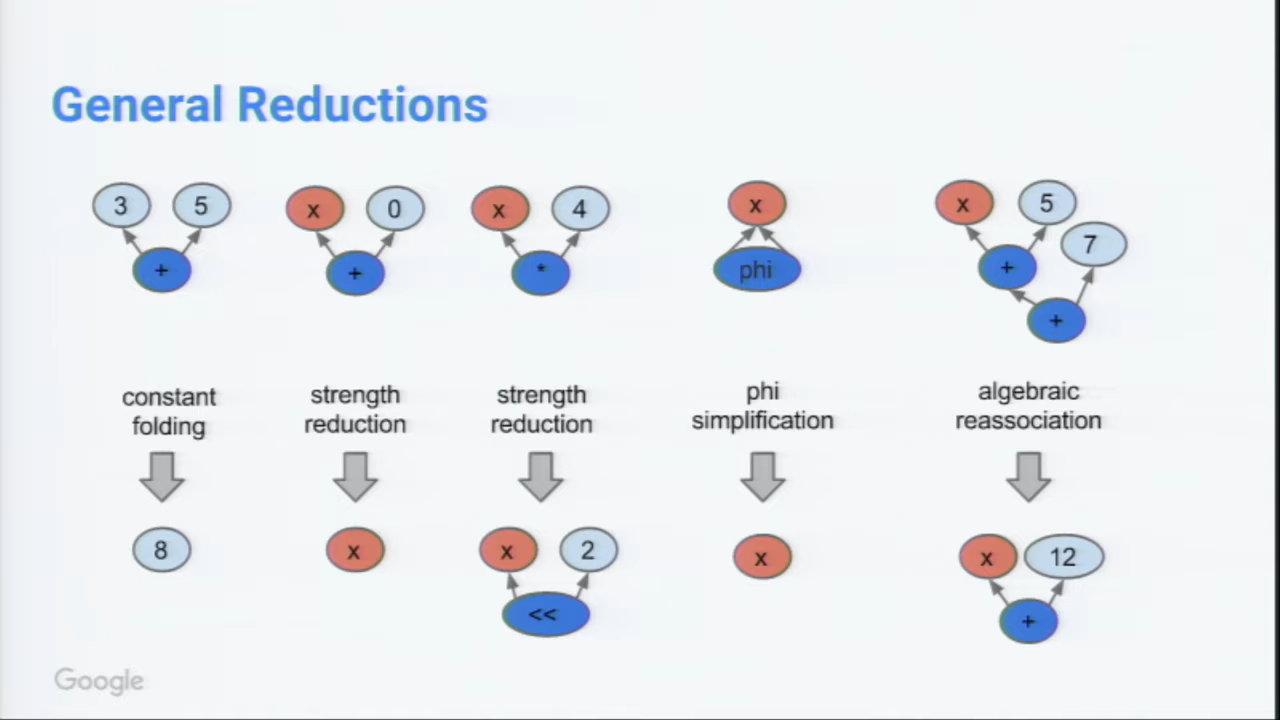 General Reductions
3 5
+
x 0
+
x 4
*
x
phi
x 5
7
+
+
constant
folding
strength
reduction
strength
reduction
phi
simplification
algebraic
reassociation
8
x
x 2
<<
x
x 12
+
Google